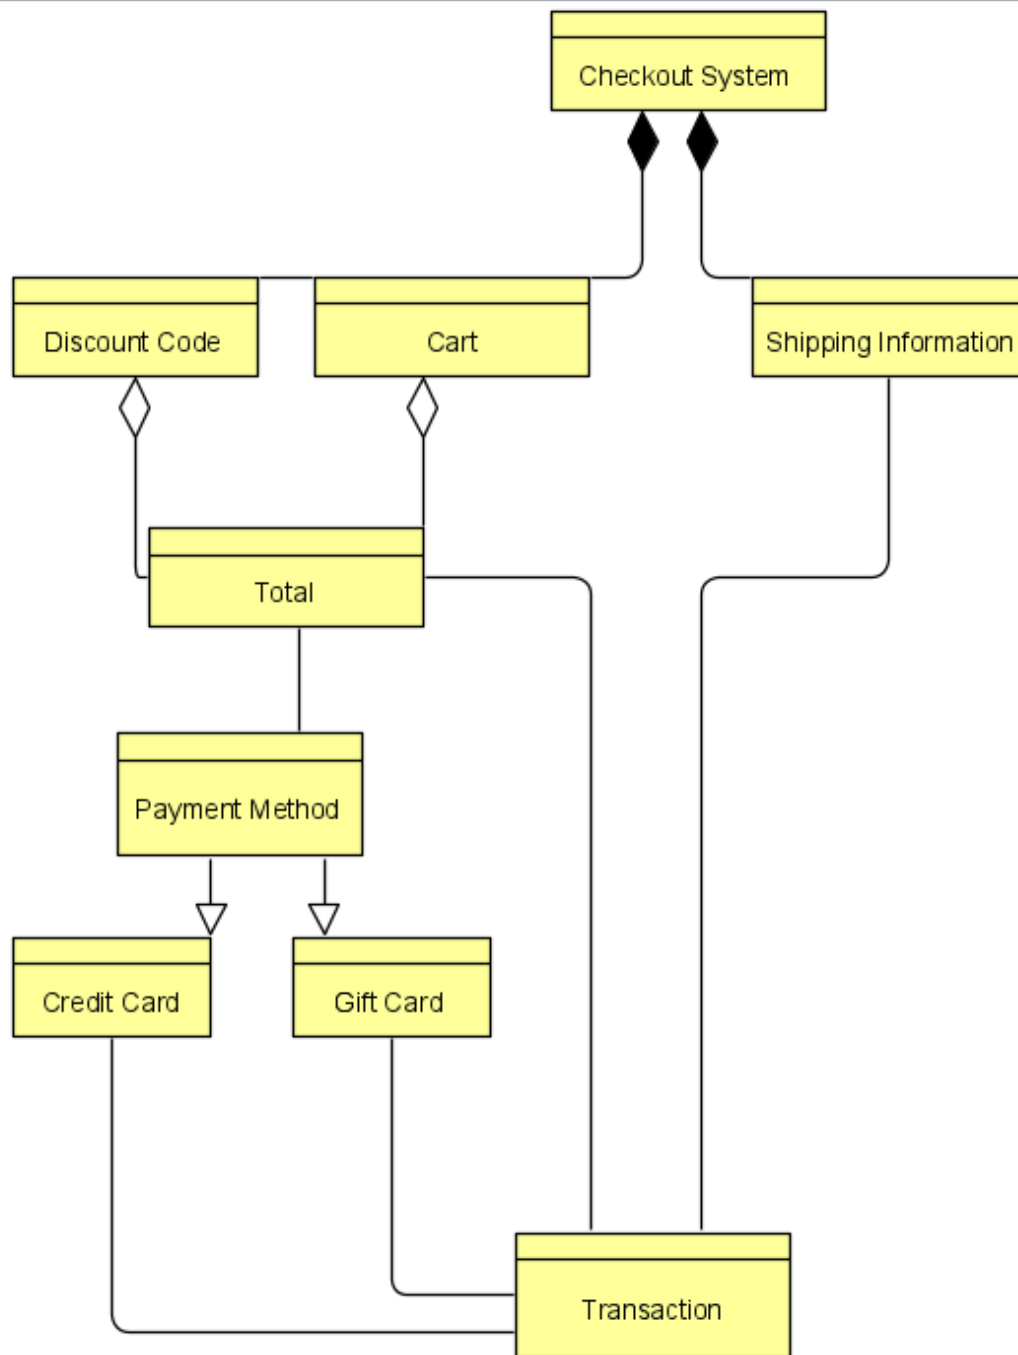 Checkout System
Discount Code
Cart
Shipping Information
Total
Payment Method
Credit Card
Gift Card
Transaction